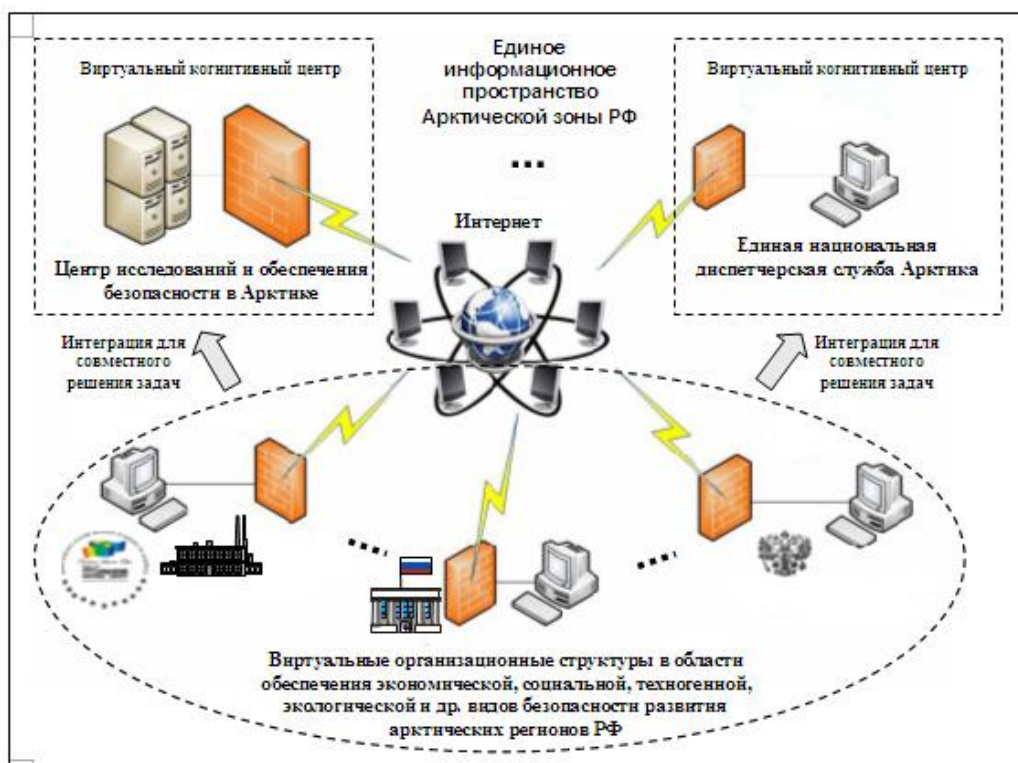 Виртуальный когнитивный центр
Единое
информационное
пространство
Арктической зоны РФ
...
Виртуальный когнитивный центр
Интернет
Центр исследований и обеспечения
безопасности в Арктике
Единая национальная
диспетчерская служба Арктика
Интеграция для
совместного
решения задач
Интеграция для
совместного
решения задач
Виртуальные организационные структуры в области
обеспечения экономической, социальной, техногенной,
экологической и др. видов безопасности развития
арктических регионов РФ